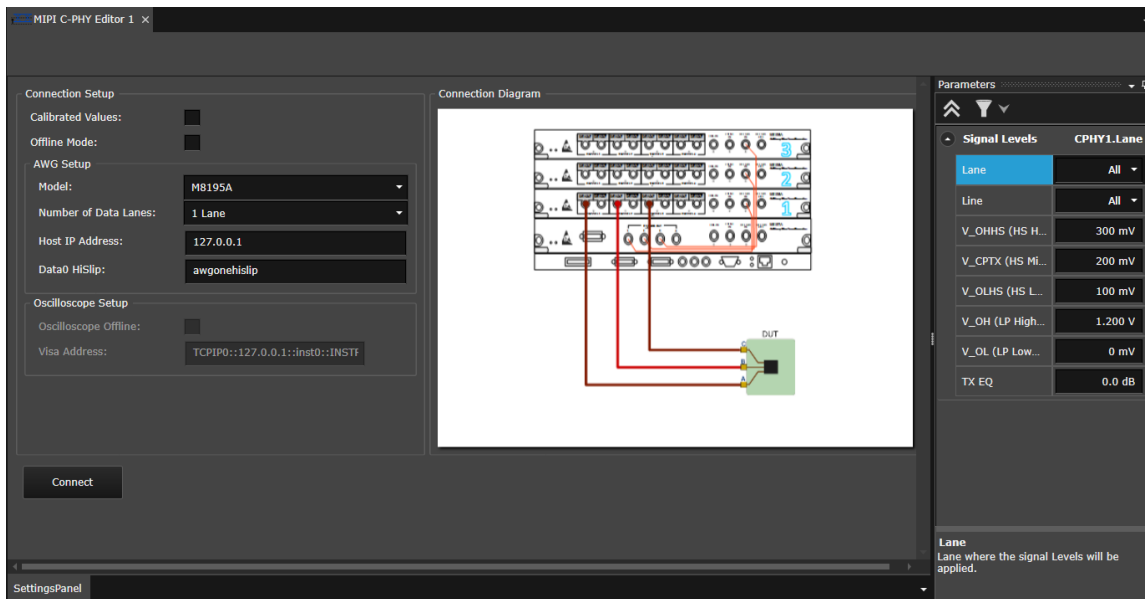 MIPI C-PHY Editor 1 ×
Connection Setup
Calibrated Values:
Offline Mode:
AWG Setup
Model: M8195A
Number of Data Lanes: 1 Lane
Host IP Address: 127.0.0.1
Data0 HiSlip: awgonehislip
Oscilloscope Setup
Oscilloscope Offline:
Visa Address: TCPIP0::127.0.0.1::inst0::INSTF
Connect
Connection Diagram
3
2
1
DUT
C
B
A
Parameters
Signal Levels CPHY1.Lane
Lane All
Line All
V_OHHS (HS H... 300 mV
V_CPTX (HS Mi... 200 mV
V_OLHS (HS L... 100 mV
V_OH (LP High... 1.200 V
V_OL (LP Low... 0 mV
TX EQ 0.0 dB
Lane
Lane where the signal Levels will be
applied.
SettingsPanel